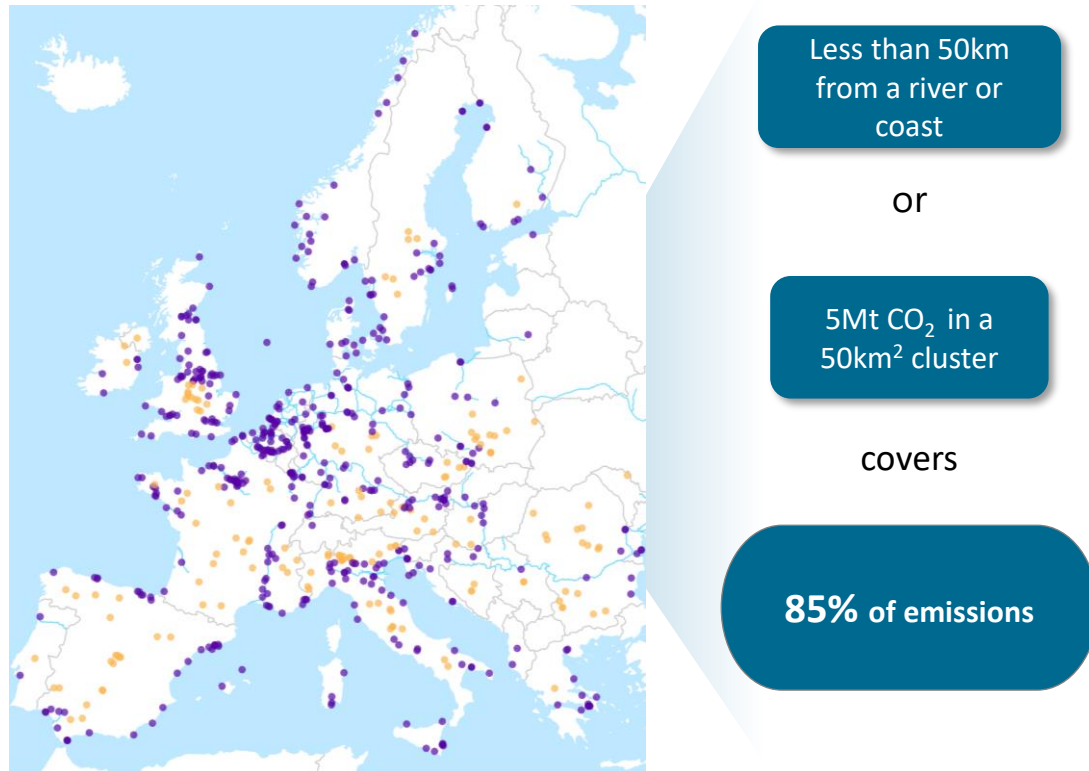 Less than 50km
from a river or
coast
or
5Mt CO₂ in a
50km² cluster
covers
85% of emissions